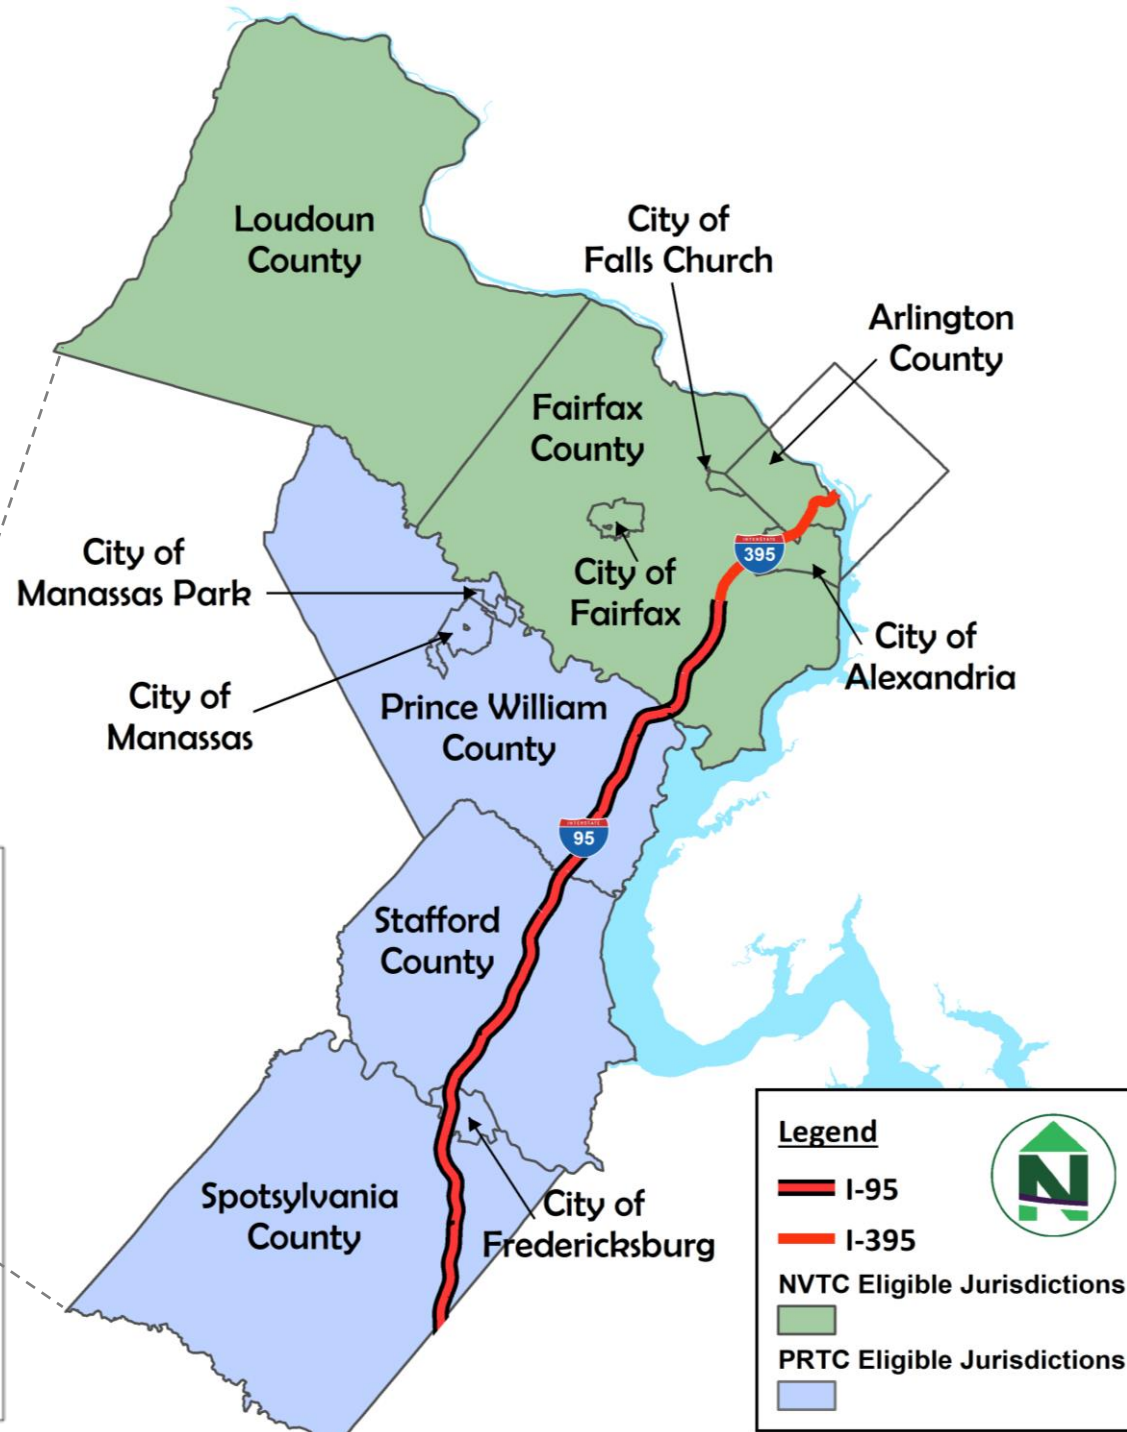 Loudoun
County
City of
Falls Church
Arlington
County
Fairfax
County
City of
Fairfax
INTERSTATE
395
City of
Alexandria
City of
Manassas Park
City of
Manassas
Prince William
County
INTERSTATE
95
Stafford
County
Spotsylvania
County
City of
Fredericksburg
Legend
N
I-95
I-395
NVTC Eligible Jurisdictions
PRTC Eligible Jurisdictions